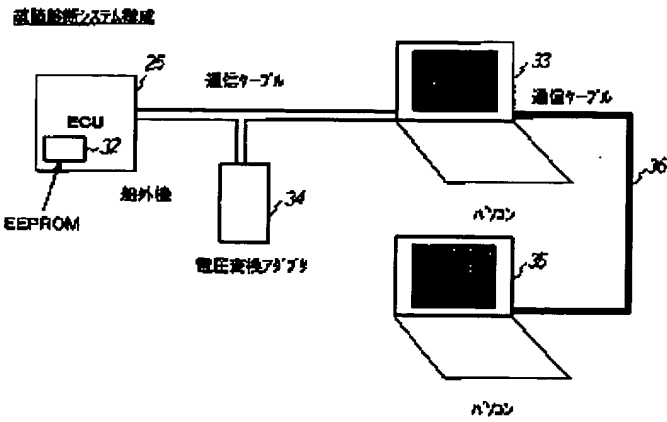 故障診断システム構成
25
通信ケーブル
33
通信ケーブル
ECU
32
36
船外機
34
EEPROM
パソコン
電圧変換アダプタ
35
パソコン